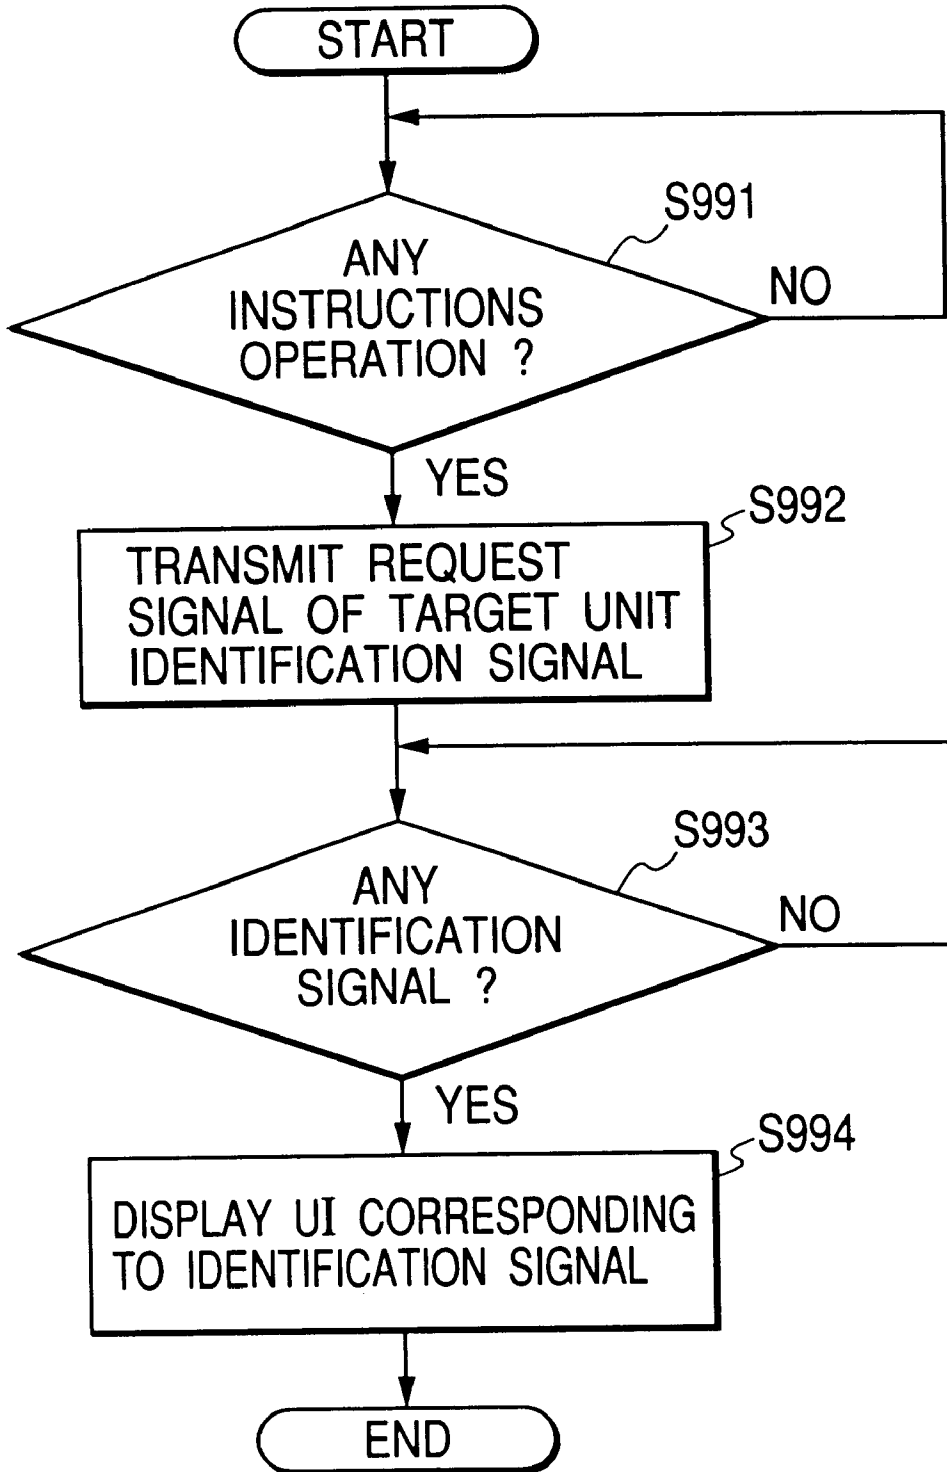 START
S991
ANY
INSTRUCTIONS
OPERATION ?
NO
YES
S992
TRANSMIT REQUEST
SIGNAL OF TARGET UNIT
IDENTIFICATION SIGNAL
S993
ANY
IDENTIFICATION
SIGNAL ?
NO
YES
S994
DISPLAY UI CORRESPONDING
TO IDENTIFICATION SIGNAL
END